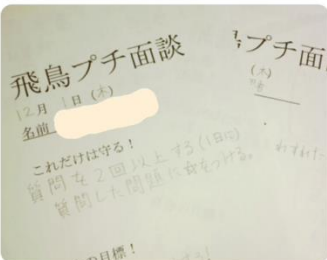 飛鳥プチ面談
12月 1日 (木)
名前
これだけは守る!
質問を2回以上する(1日)
質問した問題に
をつける。
の目標!
プチ面
(木)